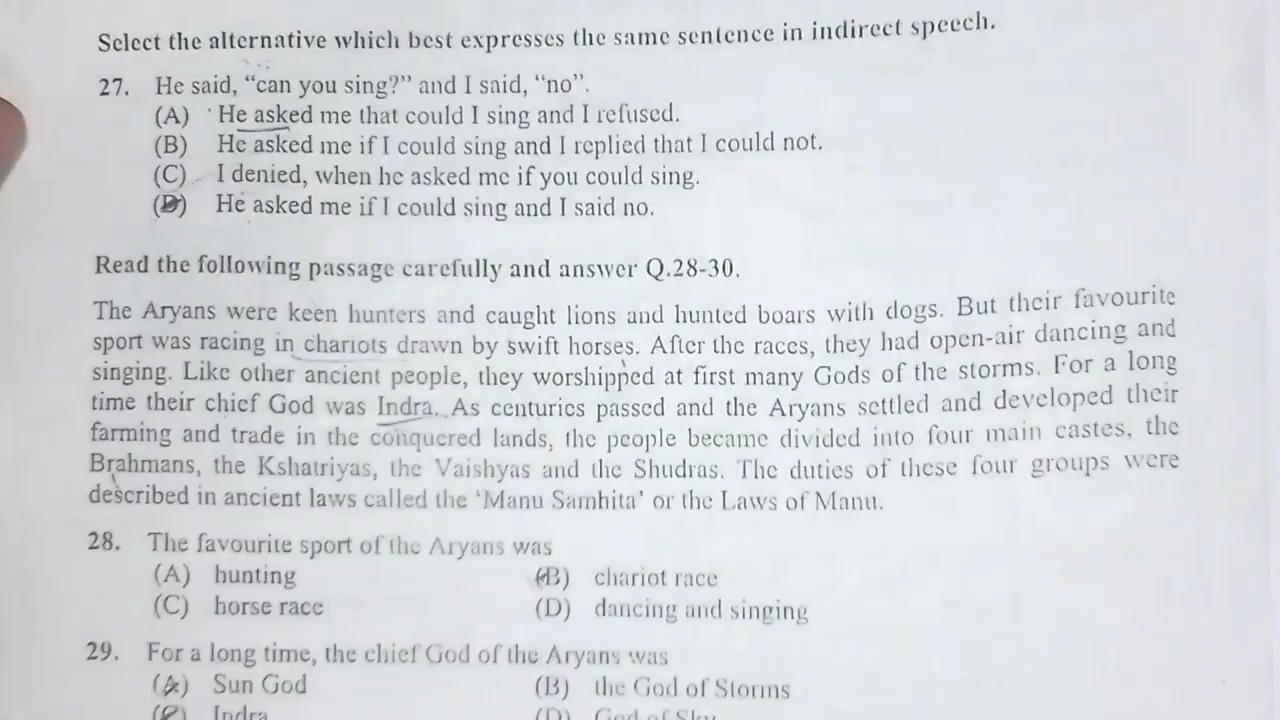 Select the alternative which best expresses the same sentence in indirect speech.
27. He said, “can you sing?” and I said, “no”.
(A) He asked me that could I sing and I refused.
(B) He asked me if I could sing and I replied that I could not.
(C) I denied, when he asked me if you could sing.
(D) He asked me if I could sing and I said no.
Read the following passage carefully and answer Q.28-30.
The Aryans were keen hunters and caught lions and hunted boars with dogs. But their favourite
sport was racing in chariots drawn by swift horses. After the races, they had open-air dancing and
singing. Like other ancient people, they worshipped at first many Gods of the storms. For a long
time their chief God was Indra. As centuries passed and the Aryans settled and developed their
farming and trade in the conquered lands, the people became divided into four main castes, the
Brahmans, the Kshatriyas, the Vaishyas and the Shudras. The duties of these four groups were
described in ancient laws called the ‘Manu Samhita’ or the Laws of Manu.
28. The favourite sport of the Aryans was
(A) hunting (B) chariot race
(C) horse race (D) dancing and singing
29. For a long time, the chief God of the Aryans was
(A) Sun God (B) the God of Storms
(C) Indra (D) God of Sky